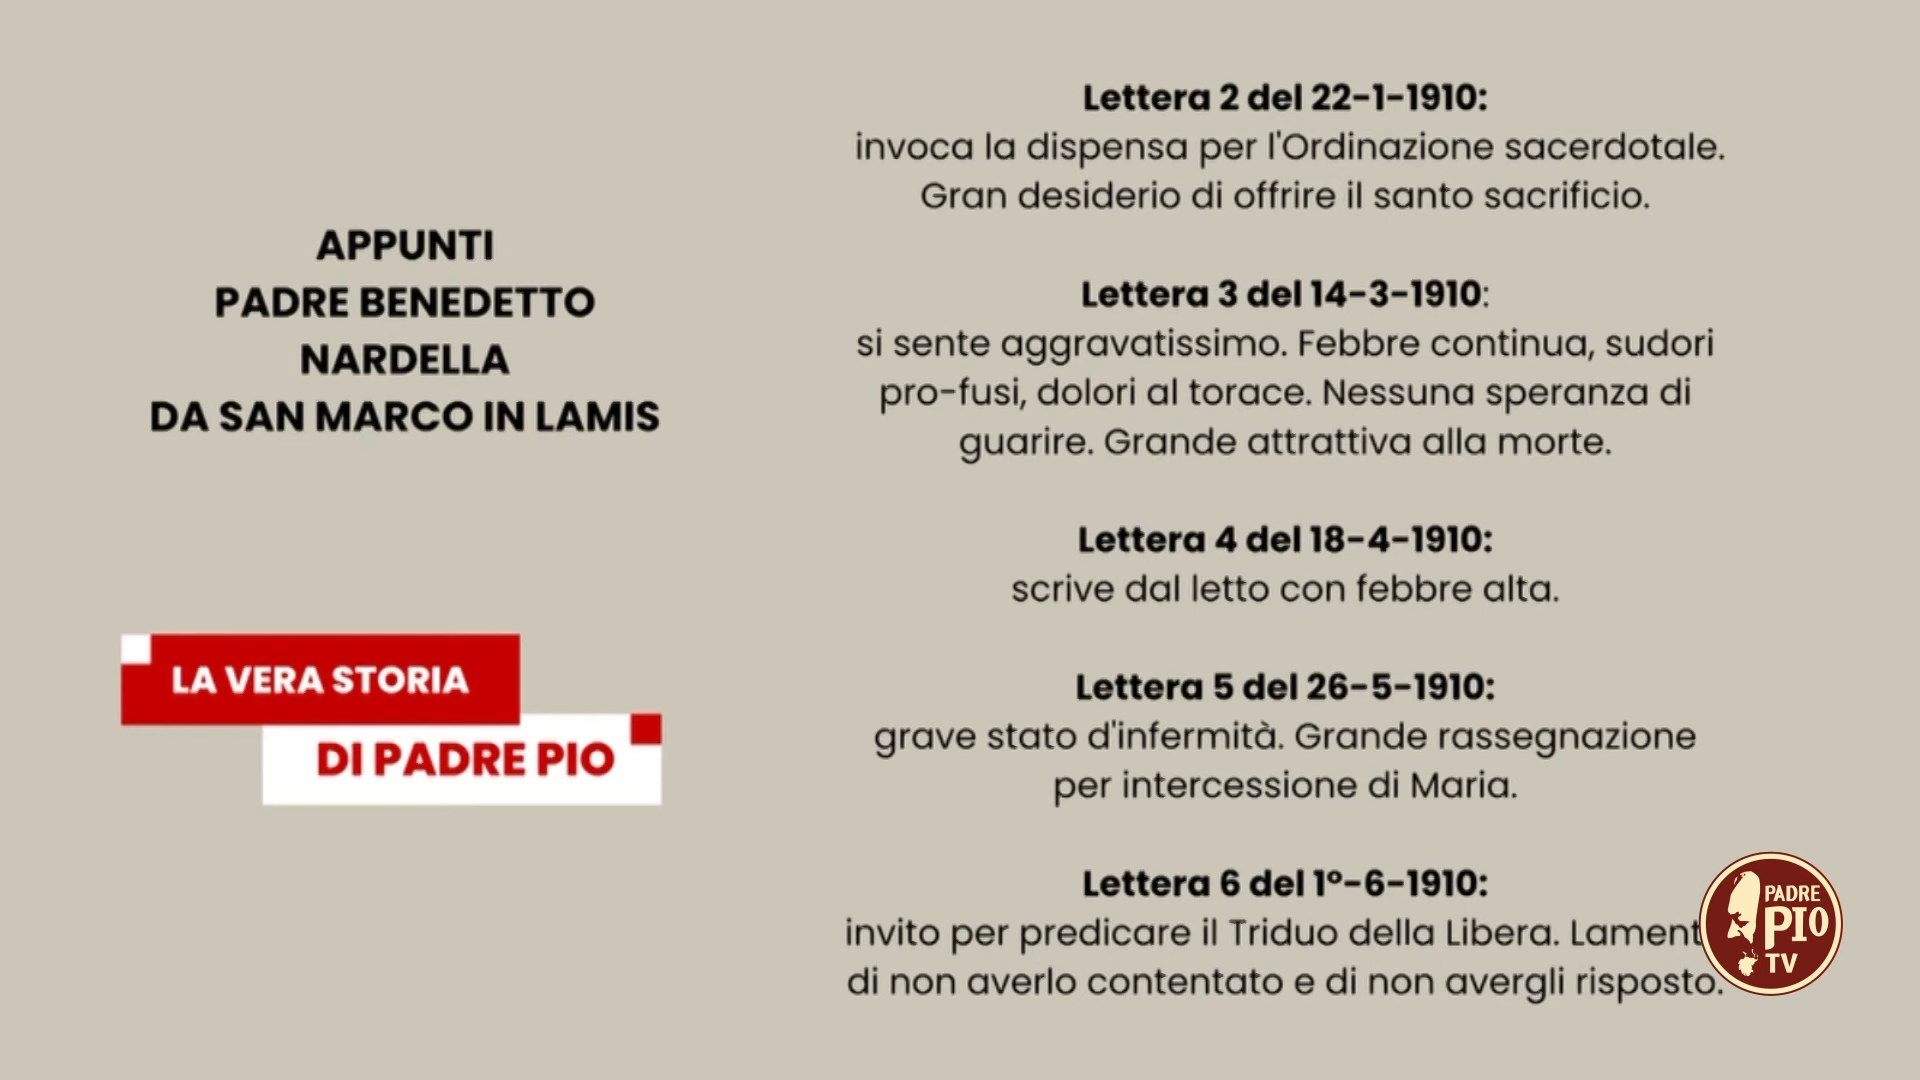 APPUNTI
PADRE BENEDETTO
NARDELLA
DA SAN MARCO IN LAMIS
LA VERA STORIA
DI PADRE PIO
Lettera 2 del 22-1-1910:
invoca la dispensa per l'Ordinazione sacerdotale.
Gran desiderio di offrire il santo sacrificio.
Lettera 3 del 14-3-1910:
si sente aggravatissimo. Febbre continua, sudori
pro-fusi, dolori al torace. Nessuna speranza di
guarire. Grande attrattiva alla morte.
Lettera 4 del 18-4-1910:
scrive dal letto con febbre alta.
Lettera 5 del 26-5-1910:
grave stato d'infermità. Grande rassegnazione
per intercessione di Maria.
Lettera 6 del 1°-6-1910:
invito per predicare il Triduo della Libera.
di non averlo contentato e di non avergli risposto.
PADRE
PIO
TV